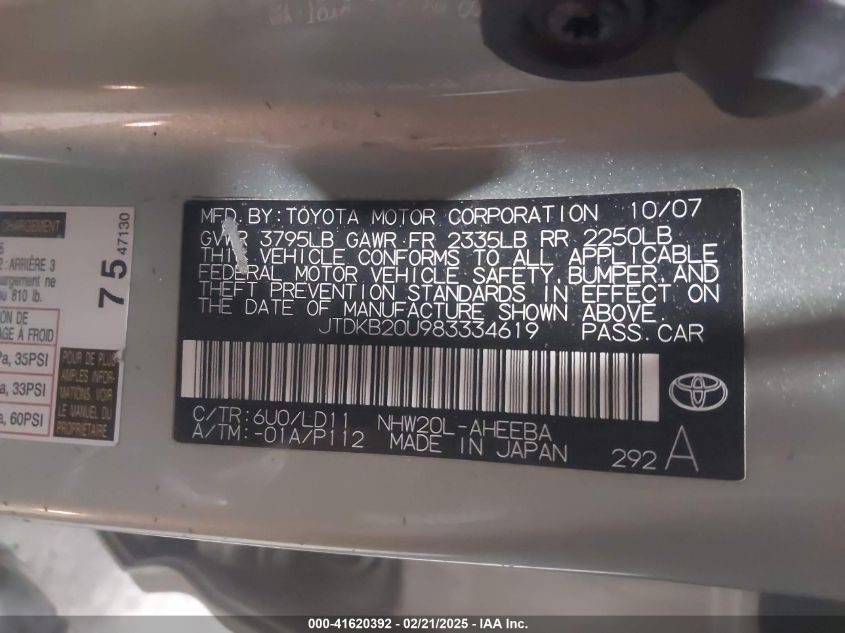 CHARGEMENT
2: ARRIÈRE 3
chargement ne
810 lb.
ION DE
AGE À FROID
a, 35PSI
a, 33PSI
a, 60PSI
75
47130
POUR DE PLUS
AMPLES INFOR-
MATIONS VOIR
LE MANUEL DU
MFD. BY: TOYOTA MOTOR CORPORATION 10/07
GVWR 3795LB GAWR FR 2335LB RR 2250LB
THIS VEHICLE CONFORMS TO ALL APPLICABLE
FEDERAL MOTOR VEHICLE SAFETY, BUMPER, AND
THEFT PREVENTION STANDARDS IN EFFECT ON
THE DATE OF MANUFACTURE SHOWN ABOVE.
JTDKB20U983334619 PASS. CAR
C/TR: 6U0/LD11 NHW20L-AHEEBA
A/TM: -01A/P112 MADE IN JAPAN 292 A
000-41620392 - 02/21/2025 - IAA Inc.